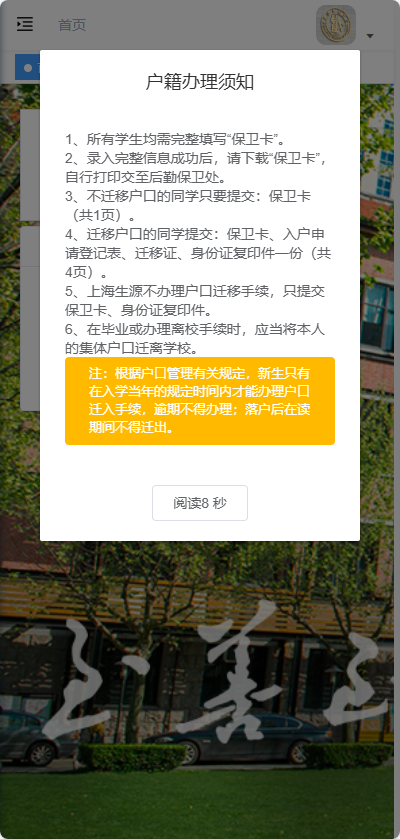 首页
户籍办理须知
1、所有学生均需完整填写“保卫卡”。
2、录入完整信息成功后，请下载“保卫卡”，
自行打印交至后勤保卫处。
3、不迁移户口的同学只要提交：保卫卡
（共1页）。
4、迁移户口的同学提交：保卫卡、入户申
请登记表、迁移证、身份证复印件一份（共
4页）。
5、上海生源不办理户口迁移手续，只提交
保卫卡、身份证复印件。
6、在毕业或办理离校手续时，应当将本人
的集体户口迁离学校。
注：根据户口管理有关规定，新生只有
在入学当年的规定时间内才能办理户口
迁入手续，逾期不得办理；落户后在读
期间不得迁出。
阅读8 秒
至善至